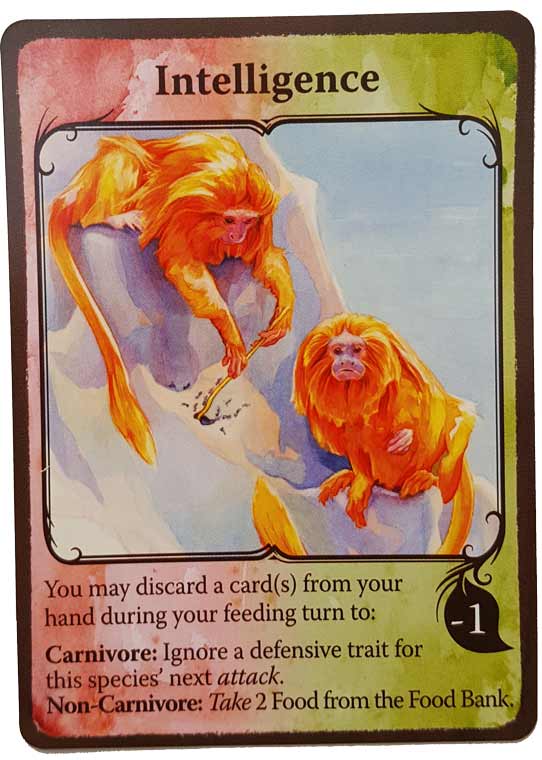 Intelligence
You may discard a card(s) from your
hand during your feeding turn to:
-1
Carnivore: Ignore a defensive trait for
this species' next attack.
Non-Carnivore: Take 2 Food from the Food Bank.